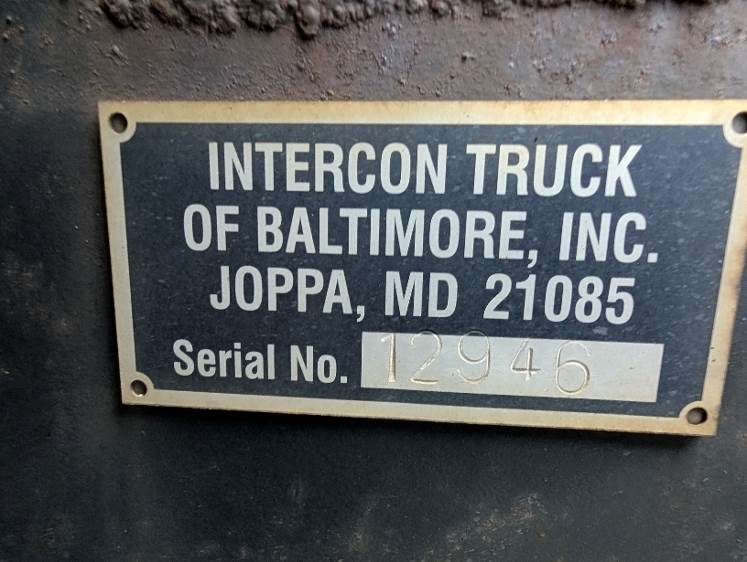 INTERCON TRUCK
OF BALTIMORE, INC.
JOPPA, MD 21085
Serial No. 12946